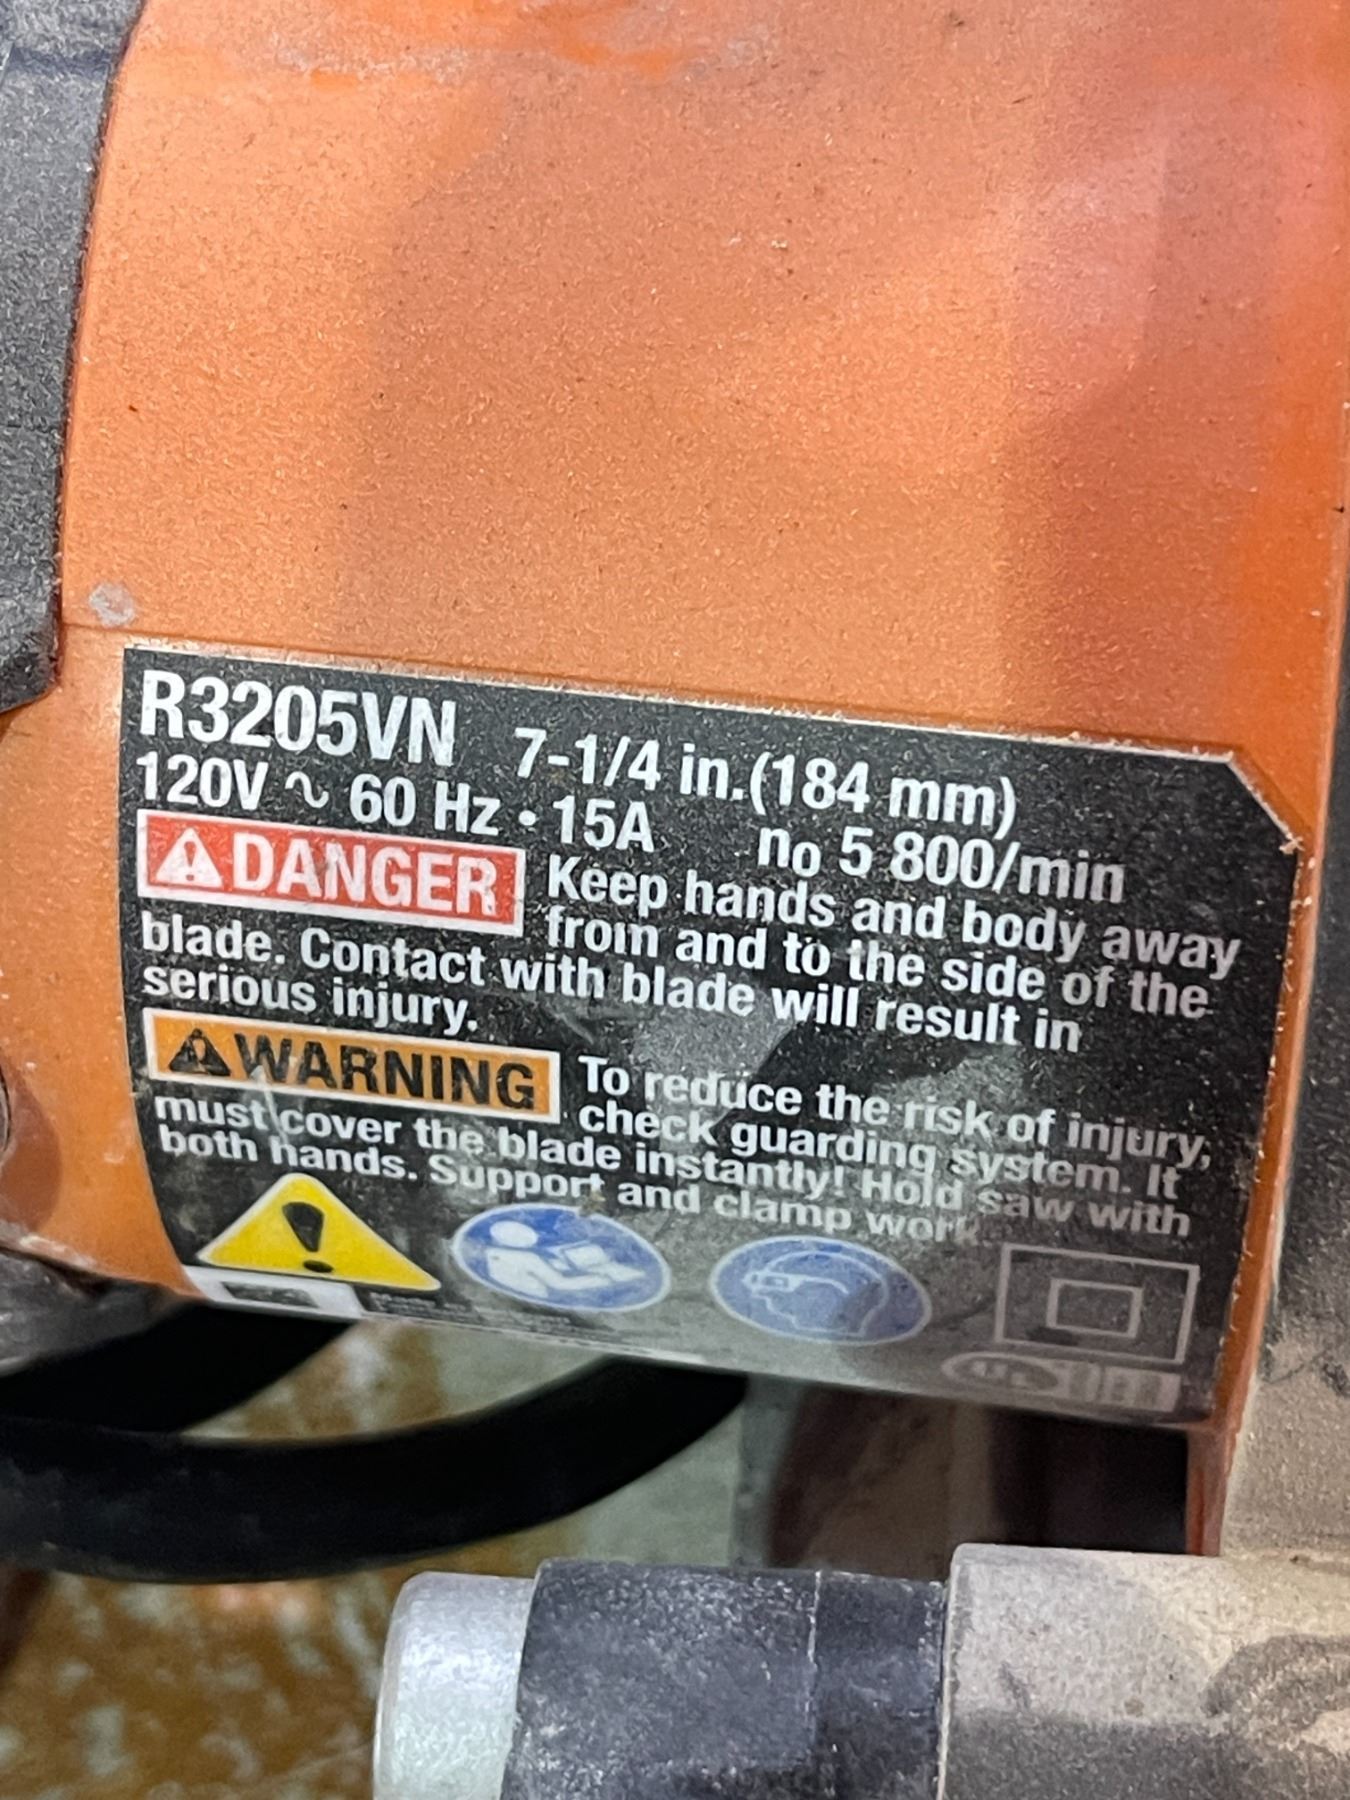 R3205VN 7-1/4 in.(184 mm)
120V ∿ 60 Hz • 15A n₀ 5 800/min
⚠DANGER Keep hands and body away
from and to the side of the
blade. Contact with blade will result in
serious injury.
⚠WARNING To reduce the risk of injury,
check guarding system. It
must cover the blade instantly! Hold saw with
both hands. Support and clamp work